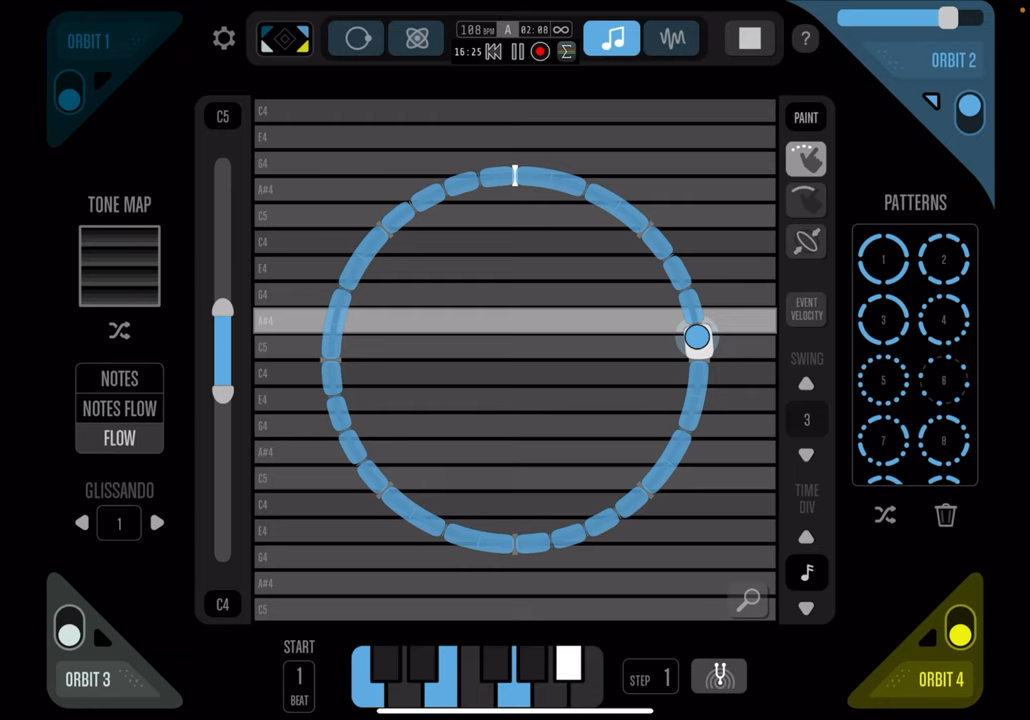 ORBIT 1
108 BPM A 02:08
16:25
Σ
?
ORBIT 2
C5
C4
E4
G4
A#4
C5
C4
E4
G4
A#4
C5
C4
E4
G4
A#4
C5
C4
E4
G4
A#4
C5
C4
TONE MAP
NOTES
NOTES FLOW
FLOW
GLISSANDO
1
PAINT
EVENT
VELOCITY
SWING
3
TIME
DIV
PATTERNS
1 2
3 4
5 6
7 8
START
1
BEAT
STEP 1
ORBIT 3
ORBIT 4